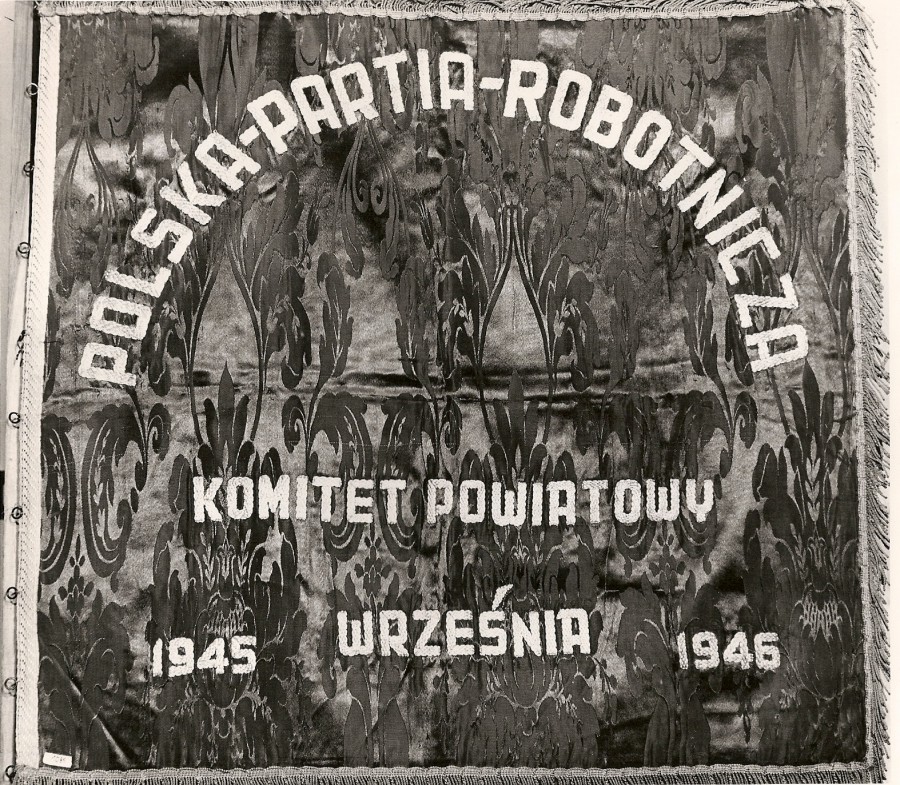 POLSKA-PARTIA-ROBOTNICZA
KOMITET POWIATOWY
WRZEŚNIA
1945 1946